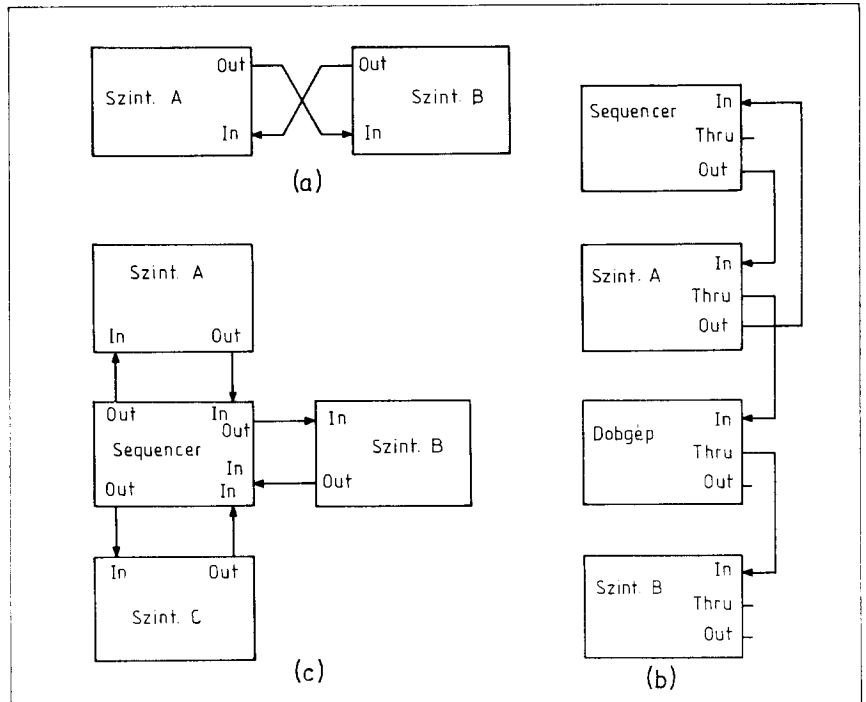 Out
Szint. A
In
Out
Szint. B
In
(a)
Szint. A
In
Out
Out
In
Out
Sequencer
In
Out
In
In
Szint. B
Out
In
Out
Szint. C
(c)
In
Sequencer
Thru
Out
In
Szint. A
Thru
Out
In
Dobgép
Thru
Out
In
Szint. B
Thru
Out
(b)